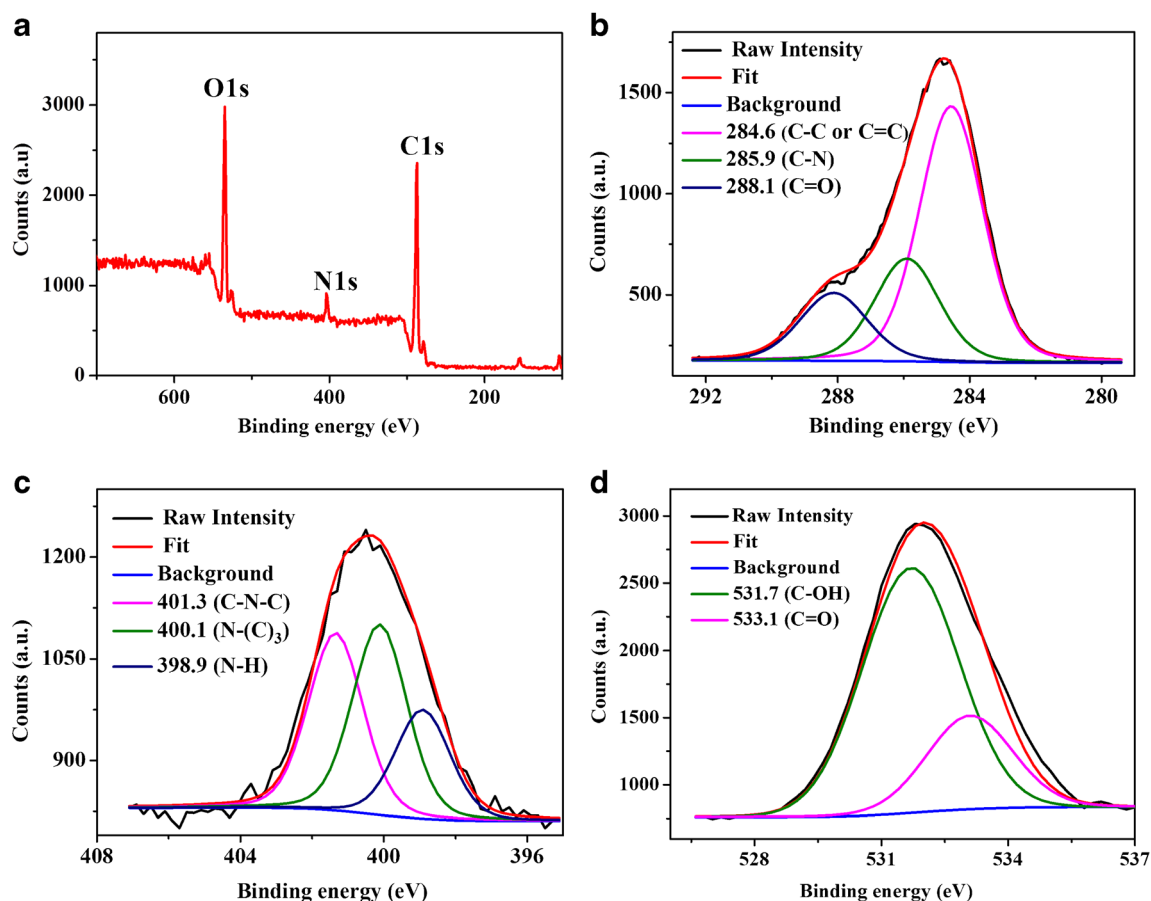 a
O1s
N1s
C1s
3000
2000
1000
0
600
400
200
Counts (a.u)
Binding energy (eV)
b
Raw Intensity
Fit
Background
284.6 (C-C or C=C)
285.9 (C-N)
288.1 (C=O)
1500
1000
500
292
288
284
280
Counts (a.u.)
Binding energy (eV)
c
Raw Intensity
Fit
Background
401.3 (C-N-C)
400.1 (N-(C)3)
398.9 (N-H)
1200
1050
900
408
404
400
396
Counts (a.u.)
Binding energy (eV)
d
Raw Intensity
Fit
Background
531.7 (C-OH)
533.1 (C=O)
3000
2500
2000
1500
1000
528
531
534
537
Counts (a.u.)
Binding energy (eV)